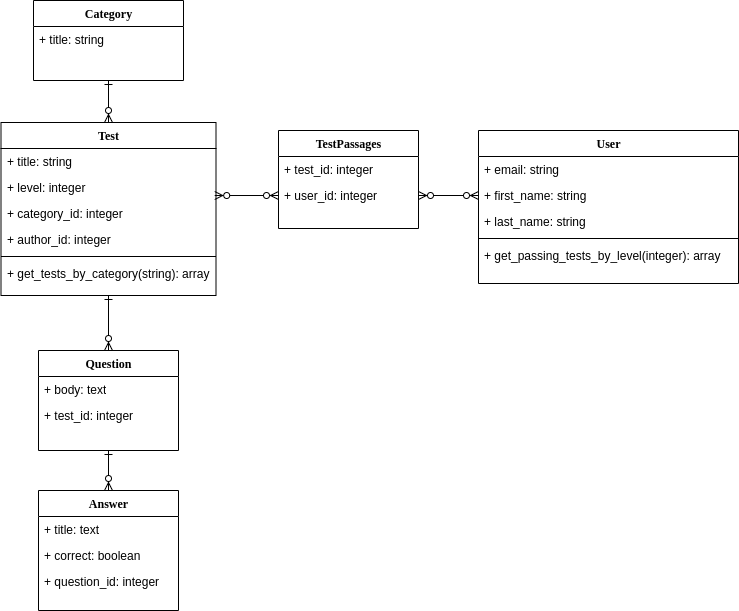 Category
+ title: string
Test
+ title: string
+ level: integer
+ category_id: integer
+ author_id: integer
+ get_tests_by_category(string): array
TestPassages
+ test_id: integer
+ user_id: integer
User
+ email: string
+ first_name: string
+ last_name: string
+ get_passing_tests_by_level(integer): array
Question
+ body: text
+ test_id: integer
Answer
+ title: text
+ correct: boolean
+ question_id: integer